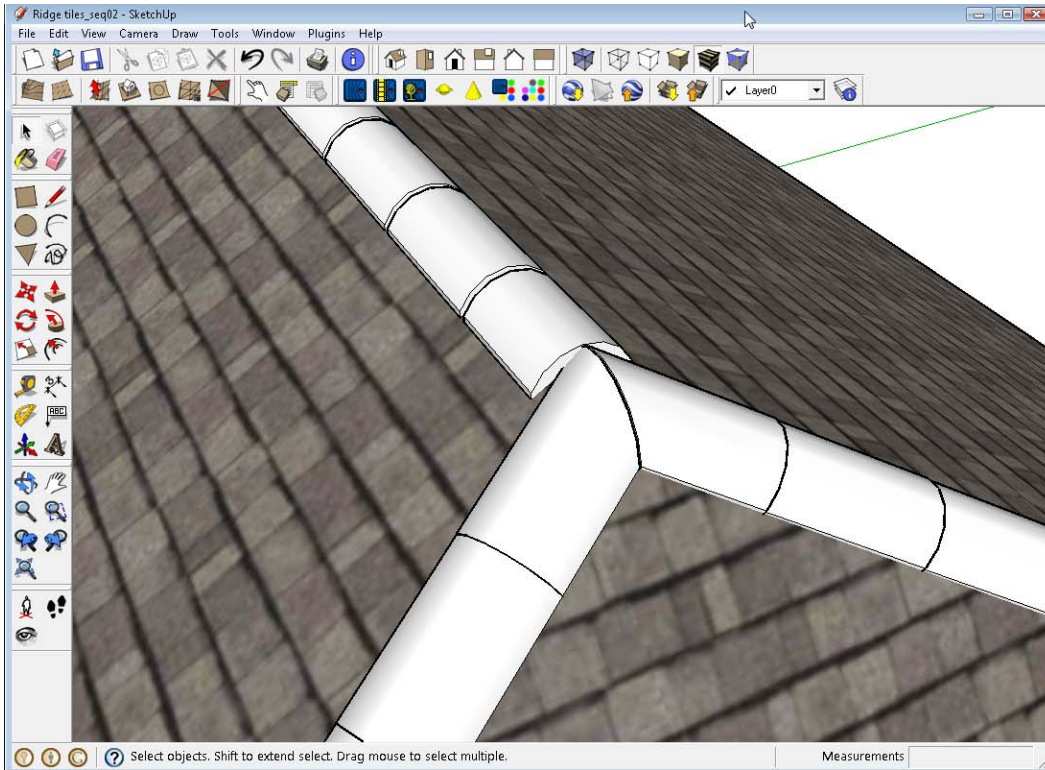 Ridge tiles_seq02 - SketchUp
File Edit View Camera Draw Tools Window Plugins Help
Layer0
ABC
A
Select objects. Shift to extend select. Drag mouse to select multiple.
Measurements